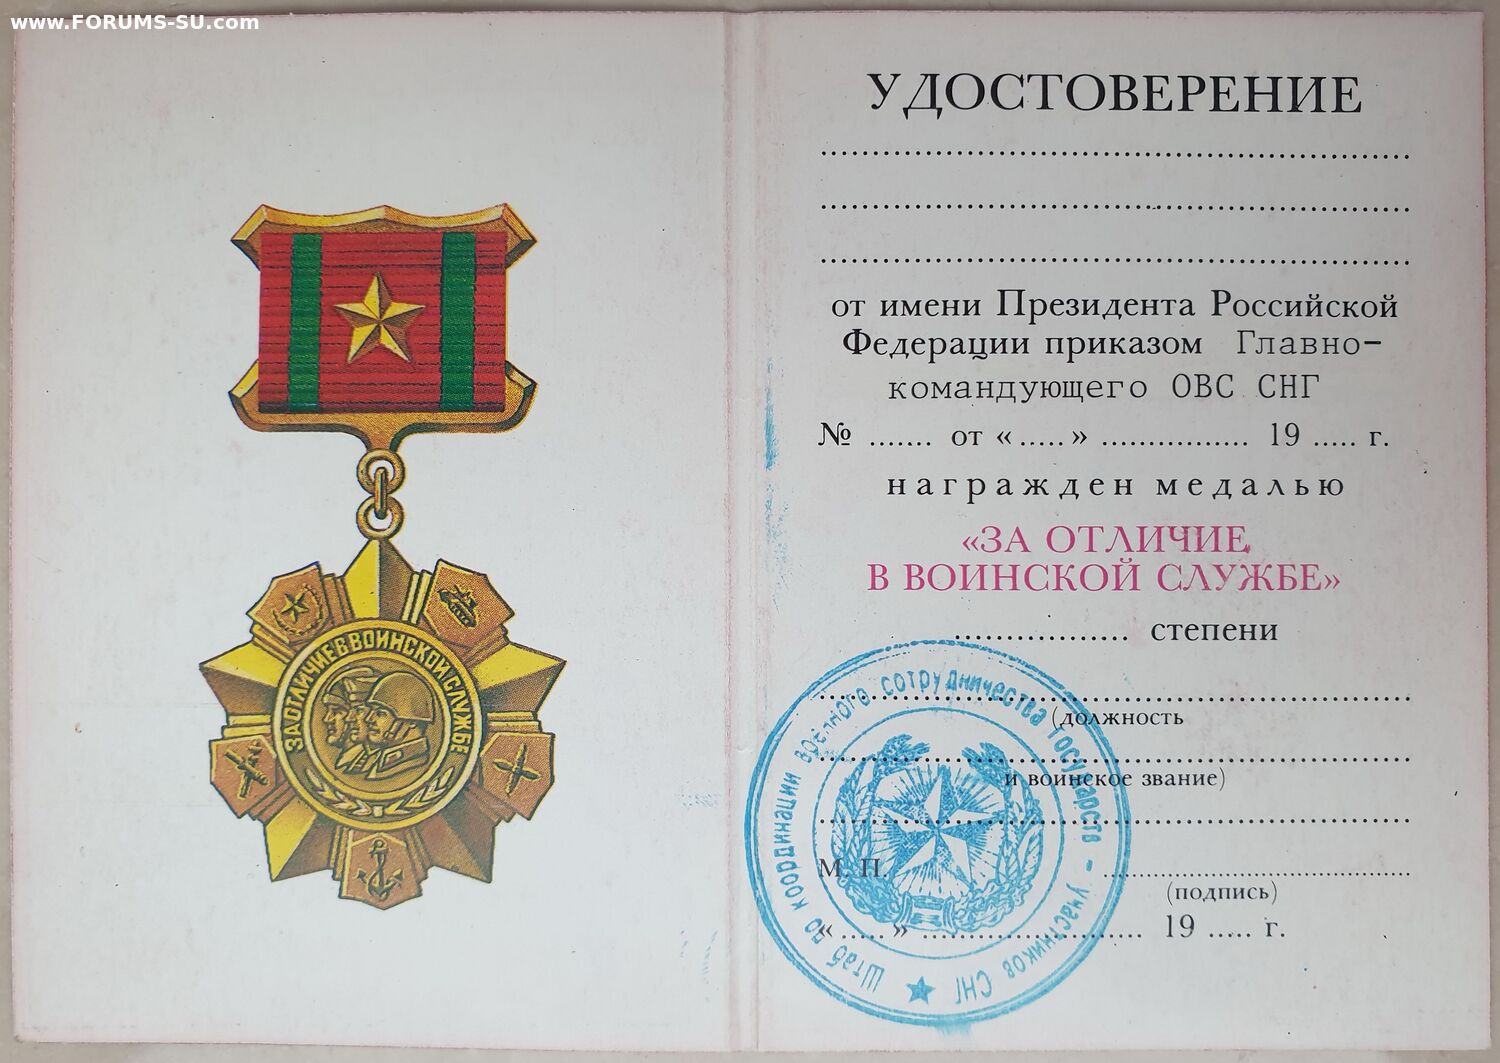 www.FORUMS-SU.com
ЗА ОТЛИЧИЕ В ВОИНСКОЙ СЛУЖБЕ
УДОСТОВЕРЕНИЕ
от имени Президента Российской
Федерации приказом Главно-
командующего ОВС СНГ
№ ....... от « ..... » ................ 19 ..... г.
награжден медалью
«ЗА ОТЛИЧИЕ
В ВОИНСКОЙ СЛУЖБЕ»
................. степени
(должность
и воинское звание)
М. П.
(подпись)
« ..... » ...................... 19 ..... г.
Штаб по координации военного сотрудничества Государств - участников СНГ